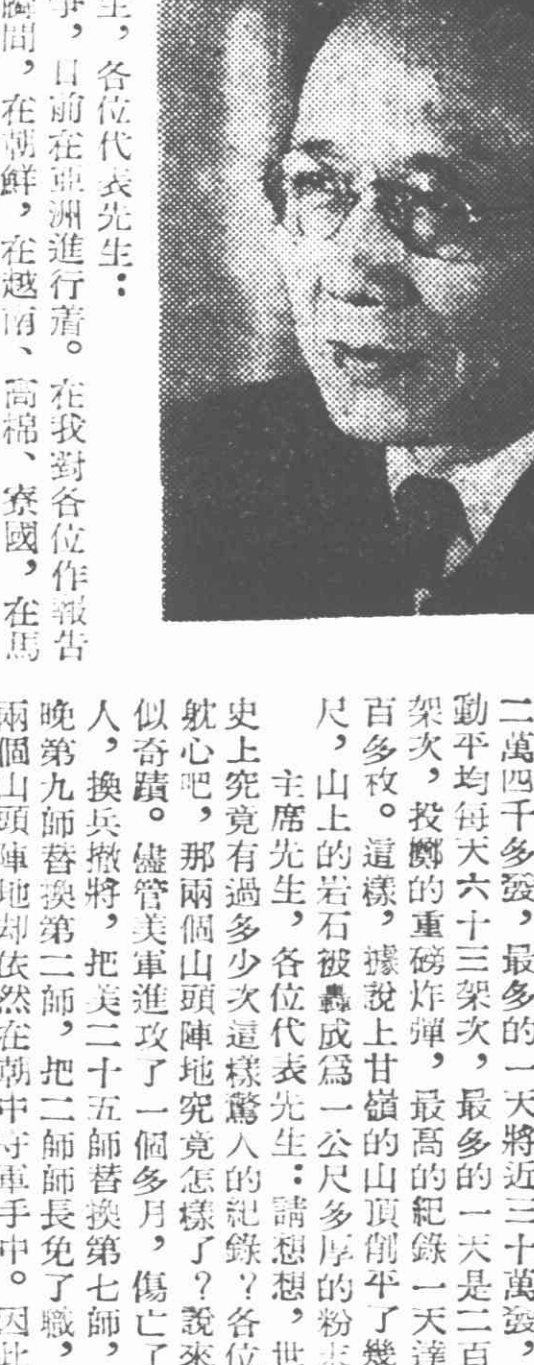 生，各位代表先生：
爭，目前在亞洲進行着。在我對各位作報告
瞬間，在朝鮮，在越南、高棉、寮國，在馬
二萬四千多發，最多的一天將近三十萬發，
動平均每天六十三架次，最多的一天是二百
架次，投擲的重磅炸彈，最高的紀錄一天達
百多枚。這樣，據說上甘嶺的山頂削平了幾
尺，山上的岩石被轟成爲一公尺多厚的粉末
主席先生，各位代表先生：請想想，世
史上究竟有過多少次這樣驚人的紀錄？各位
躭心吧，那兩個山頭陣地究竟怎樣了？說來
似奇蹟。儘管美軍進攻了一個多月，傷亡了
人，換兵撤將，把美二十五師替換第七師，
晚第九師替換第二師，把二師師長免了職，
兩個山頭陣地却依然在朝中守軍手中。因此